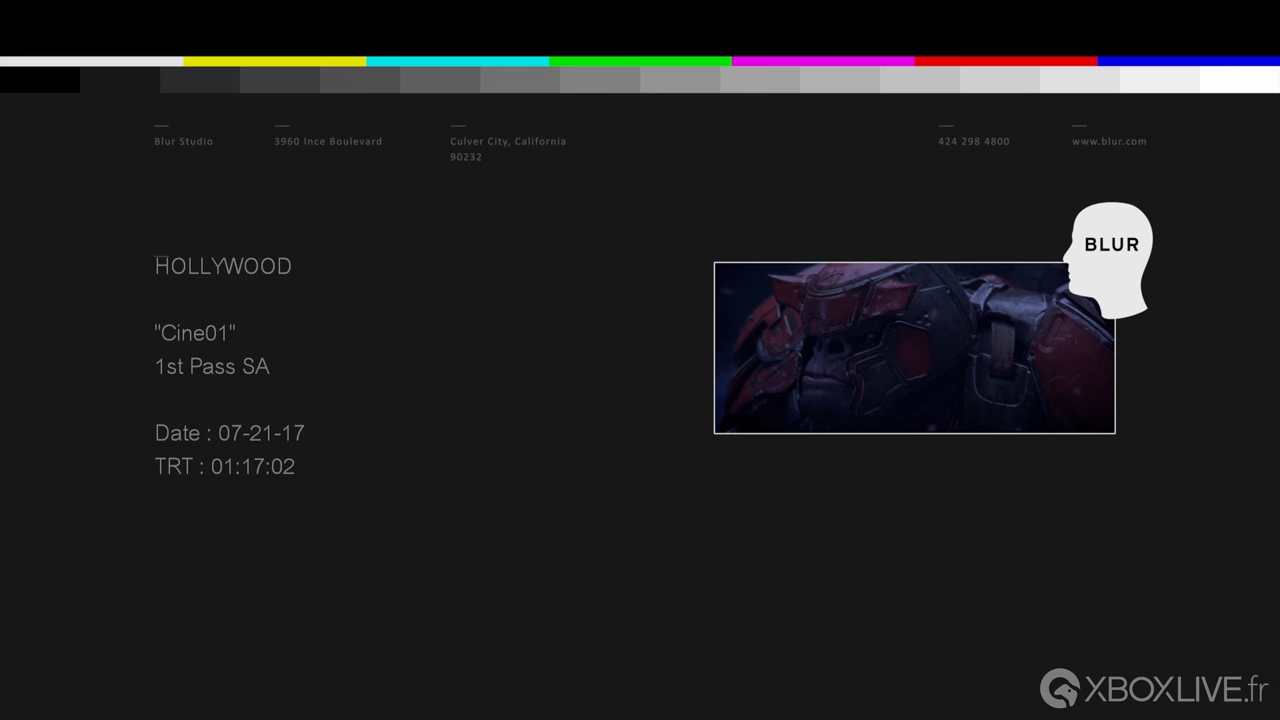 Blur Studio
3960 Ince Boulevard
Culver City, California
90232
424 298 4800
www.blur.com
BLUR
HOLLYWOOD
"Cine01"
1st Pass SA
Date : 07-21-17
TRT : 01:17:02
XBOXLIVE.fr